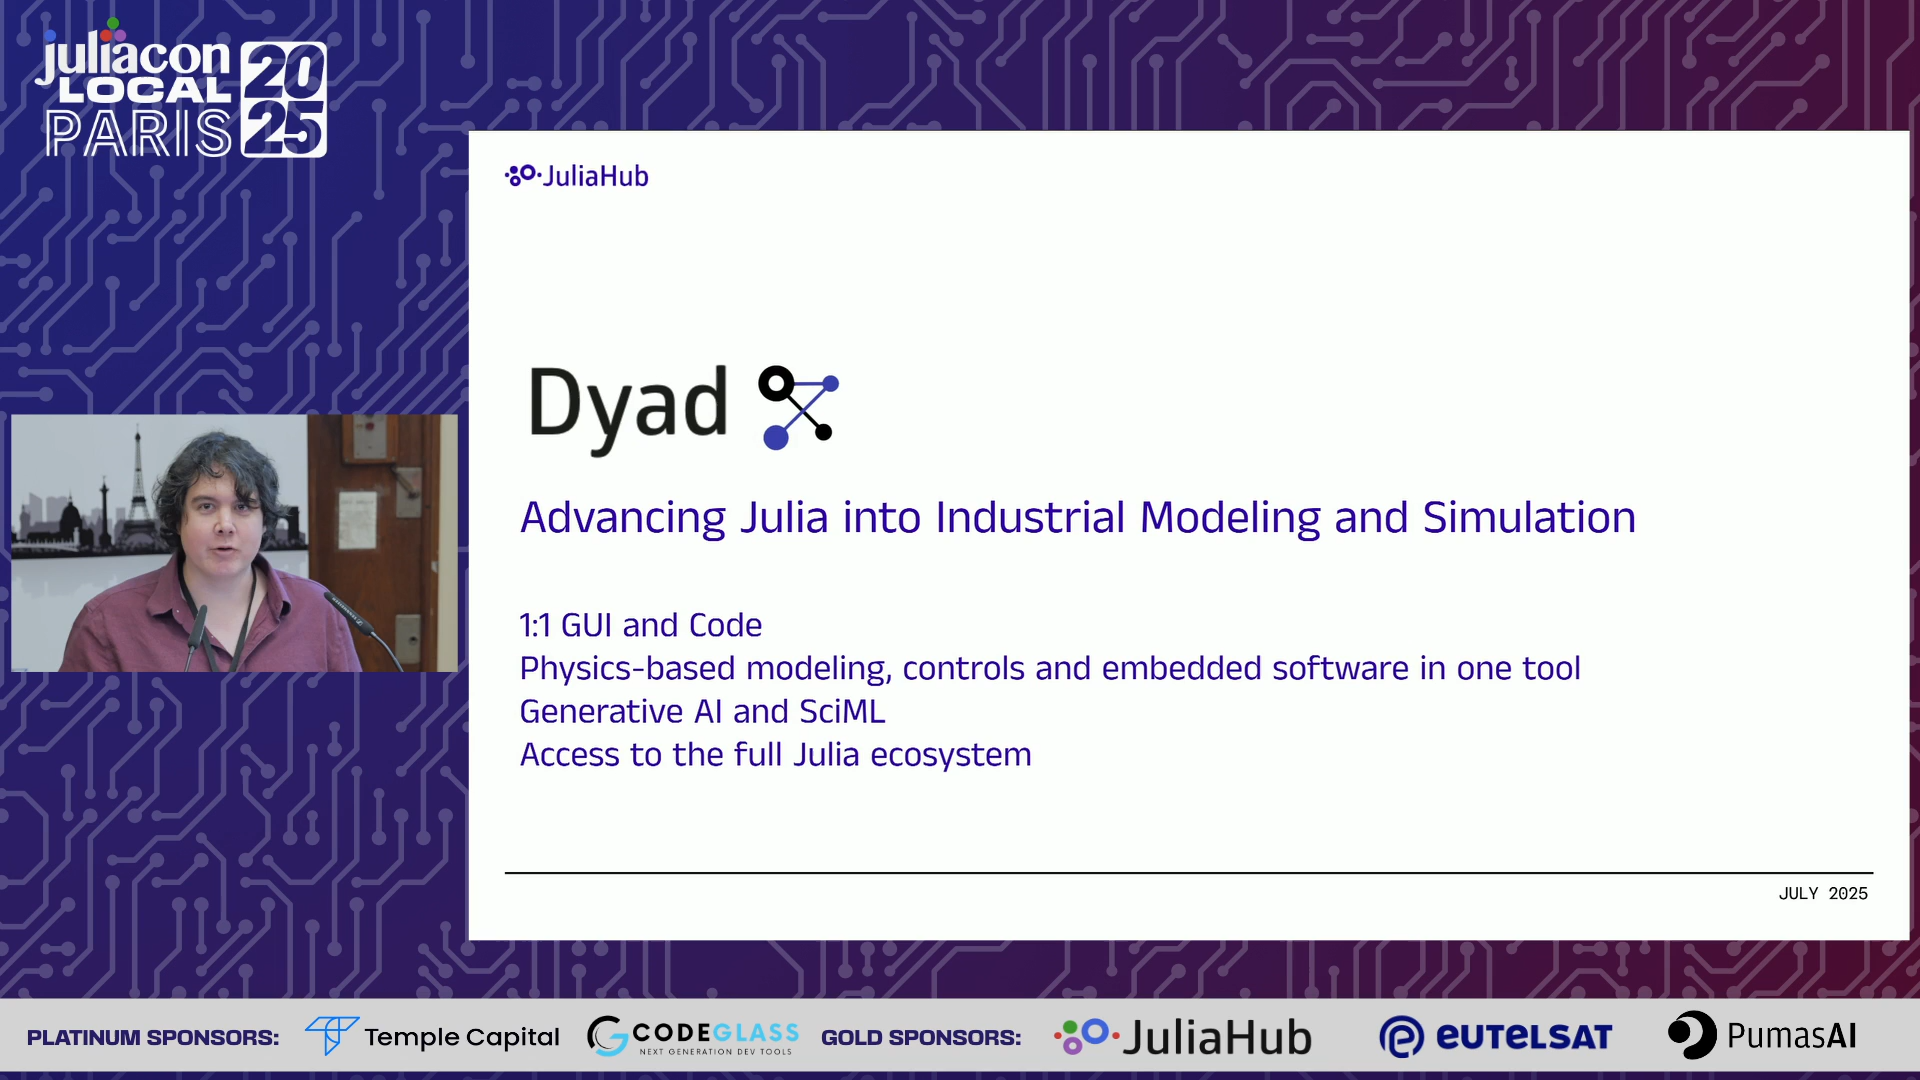 juliacon
LOCAL
PARIS
20
25
JuliaHub
Dyad
Advancing Julia into Industrial Modeling and Simulation
1:1 GUI and Code
Physics-based modeling, controls and embedded software in one tool
Generative AI and SciML
Access to the full Julia ecosystem
JULY 2025
PLATINUM SPONSORS:
Temple Capital
CODEGLASS
NEXT GENERATION DEV TOOLS
GOLD SPONSORS:
JuliaHub
eutelsat
PumasAI